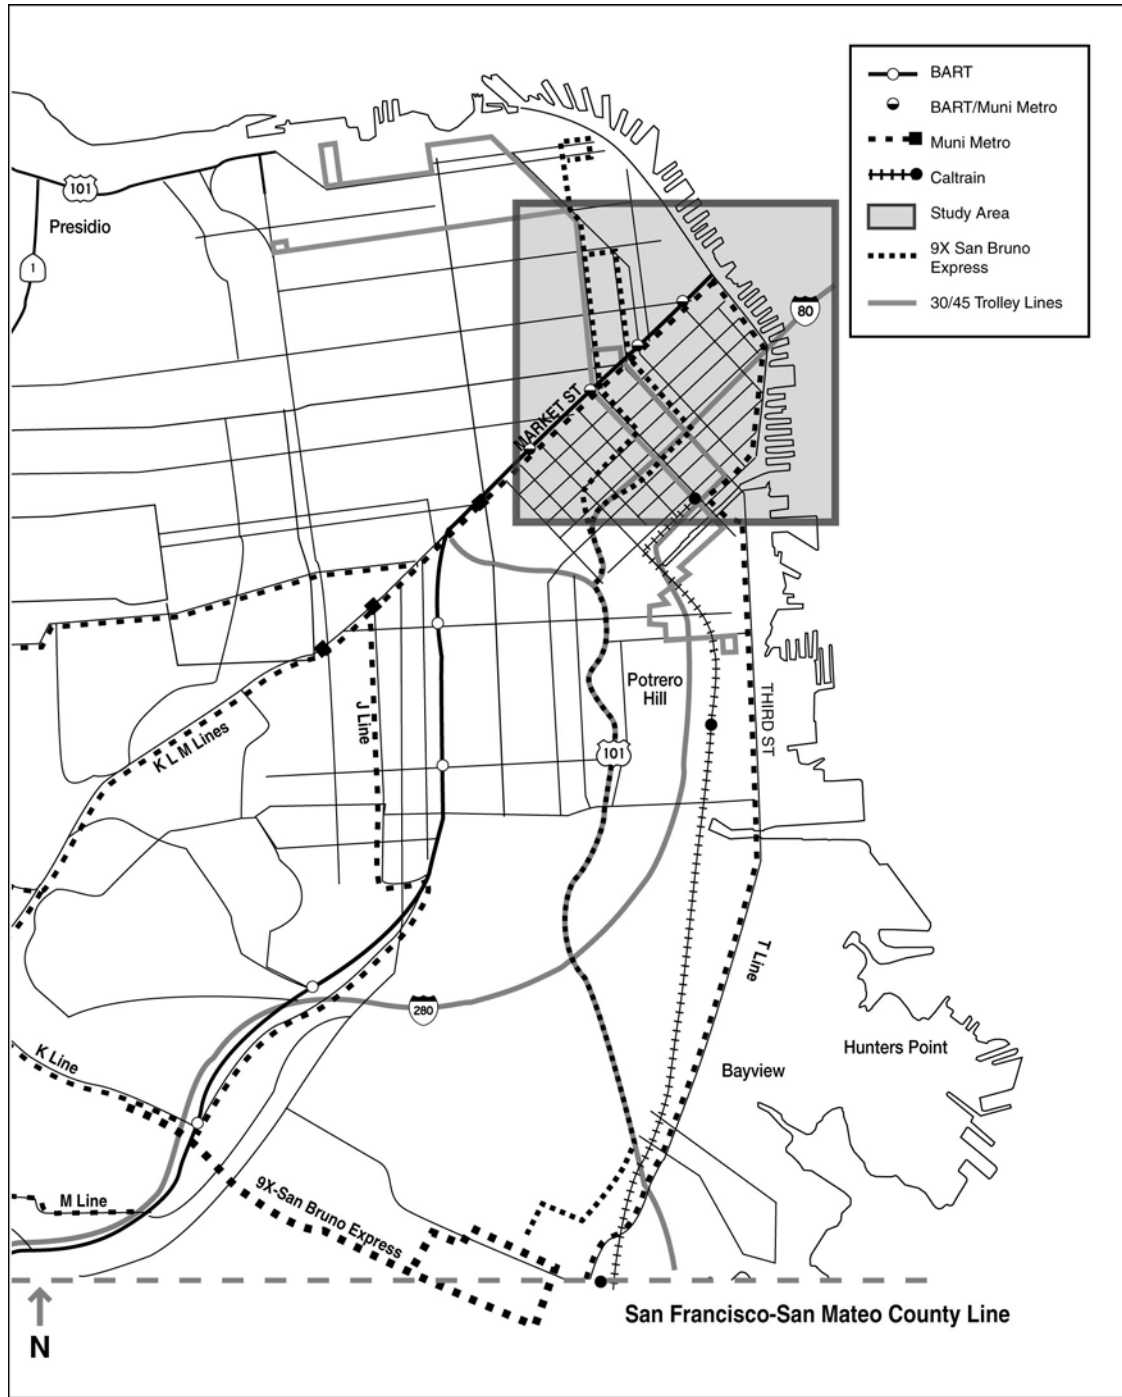 BART
BART/Muni Metro
Muni Metro
Caltrain
Study Area
9X San Bruno
Express
30/45 Trolley Lines
101
Presidio
1
80
MARKET ST
Potrero
Hill
J Line
THIRD ST
K L M Lines
101
T Line
280
Hunters Point
K Line
Bayview
M Line
9X-San Bruno Express
San Francisco-San Mateo County Line
N